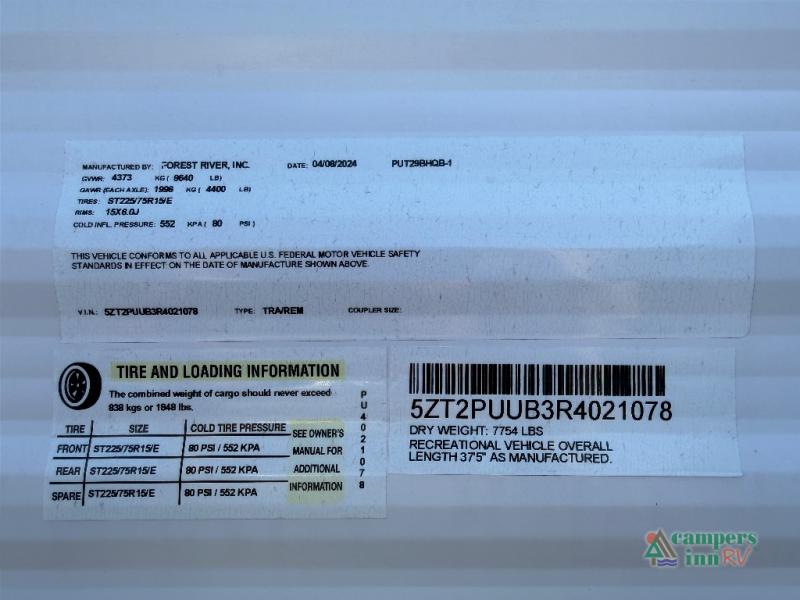 MANUFACTURED BY: FOREST RIVER, INC. DATE: 04/08/2024 PUT29BHQB-1
GVWR: 4373 KG ( 9640 LB)
GAWR (EACH AXLE): 1996 KG ( 4400 LB)
TIRES: ST225/75R15/E
RIMS: 15X6.0J
COLD INFL. PRESSURE: 552 KPA ( 80 PSI )
THIS VEHICLE CONFORMS TO ALL APPLICABLE U.S. FEDERAL MOTOR VEHICLE SAFETY
STANDARDS IN EFFECT ON THE DATE OF MANUFACTURE SHOWN ABOVE.
V.I.N.: 5ZT2PUUB3R4021078 TYPE: TRA/REM COUPLER SIZE:
TIRE AND LOADING INFORMATION
The combined weight of cargo should never exceed
838 kgs or 1848 lbs.
TIRE SIZE COLD TIRE PRESSURE
FRONT ST225/75R15/E 80 PSI / 552 KPA
REAR ST225/75R15/E 80 PSI / 552 KPA
SPARE ST225/75R15/E 80 PSI / 552 KPA
SEE OWNER'S
MANUAL FOR
ADDITIONAL
INFORMATION
PU4021078
5ZT2PUUB3R4021078
DRY WEIGHT: 7754 LBS
RECREATIONAL VEHICLE OVERALL
LENGTH 37'5" AS MANUFACTURED.
campers
inn RV